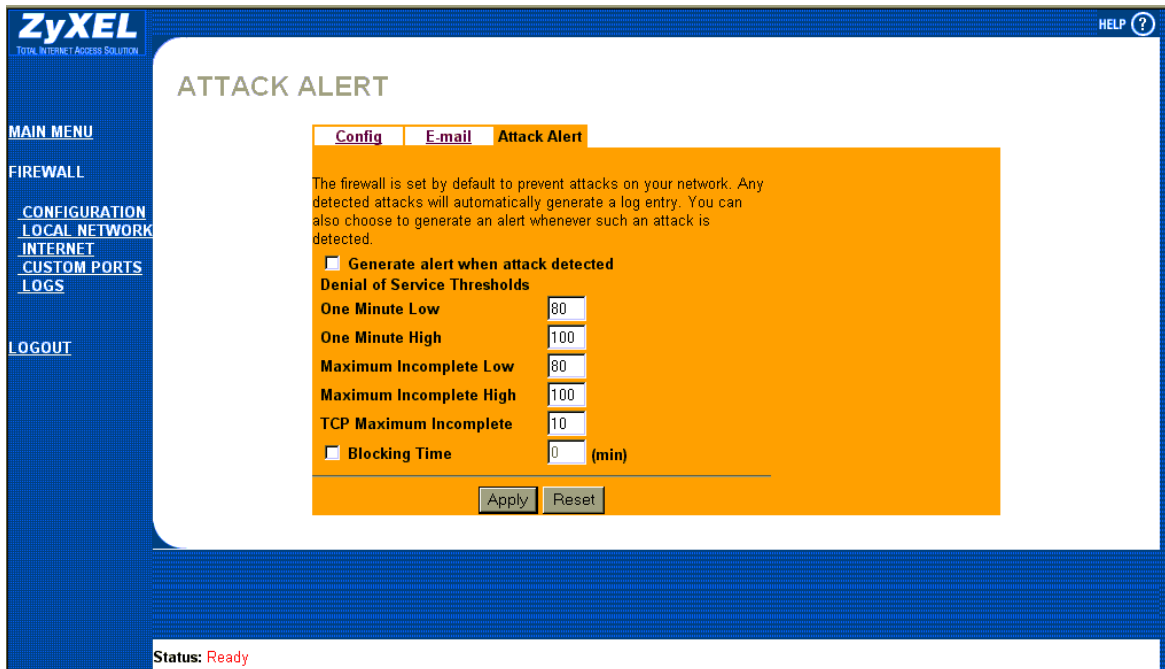 ZyXEL
TOTAL INTERNET ACCESS SOLUTION
HELP ?
ATTACK ALERT
MAIN MENU
FIREWALL
CONFIGURATION
LOCAL NETWORK
INTERNET
CUSTOM PORTS
LOGS
LOGOUT
Config E-mail Attack Alert
The firewall is set by default to prevent attacks on your network. Any
detected attacks will automatically generate a log entry. You can
also choose to generate an alert whenever such an attack is
detected.
Generate alert when attack detected
Denial of Service Thresholds
One Minute Low 80
One Minute High 100
Maximum Incomplete Low 80
Maximum Incomplete High 100
TCP Maximum Incomplete 10
Blocking Time 0 (min)
Apply Reset
Status: Ready